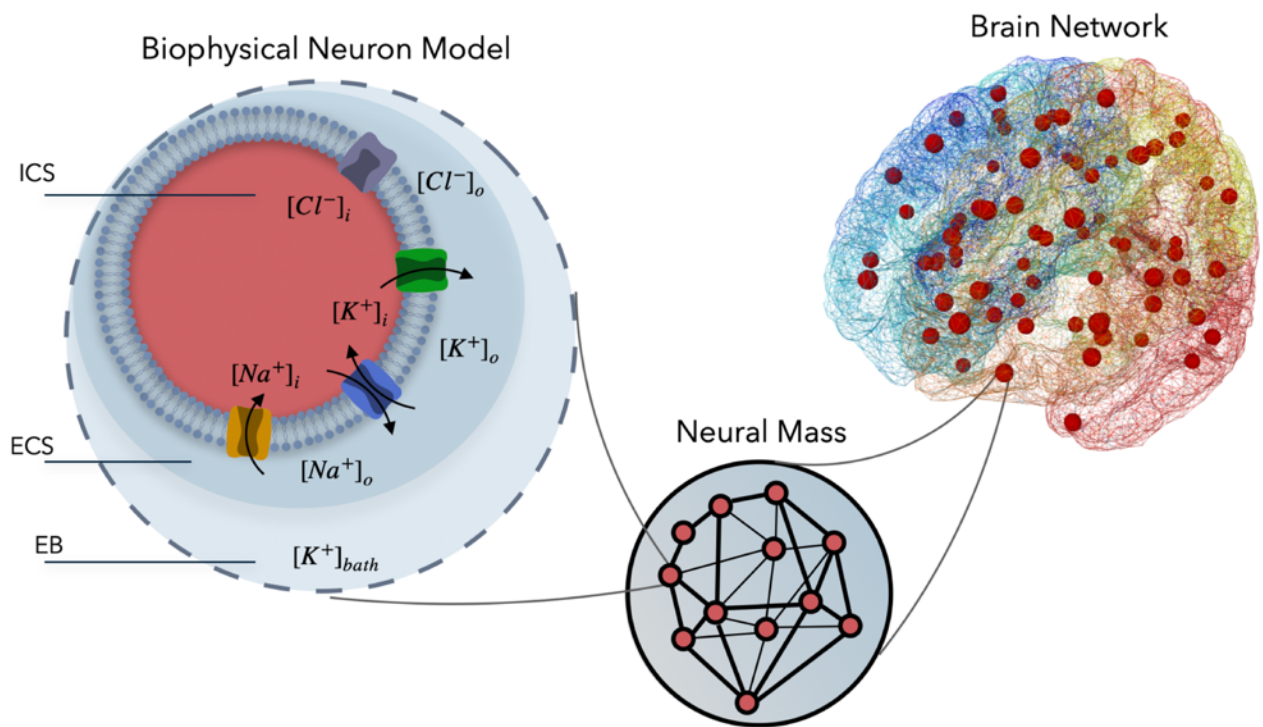 Biophysical Neuron Model
Brain Network
ICS
[Cl⁻]ₒ
[Cl⁻]ᵢ
[K⁺]ᵢ
[K⁺]ₒ
[Na⁺]ᵢ
Neural Mass
ECS
[Na⁺]ₒ
EB
[K⁺]bath